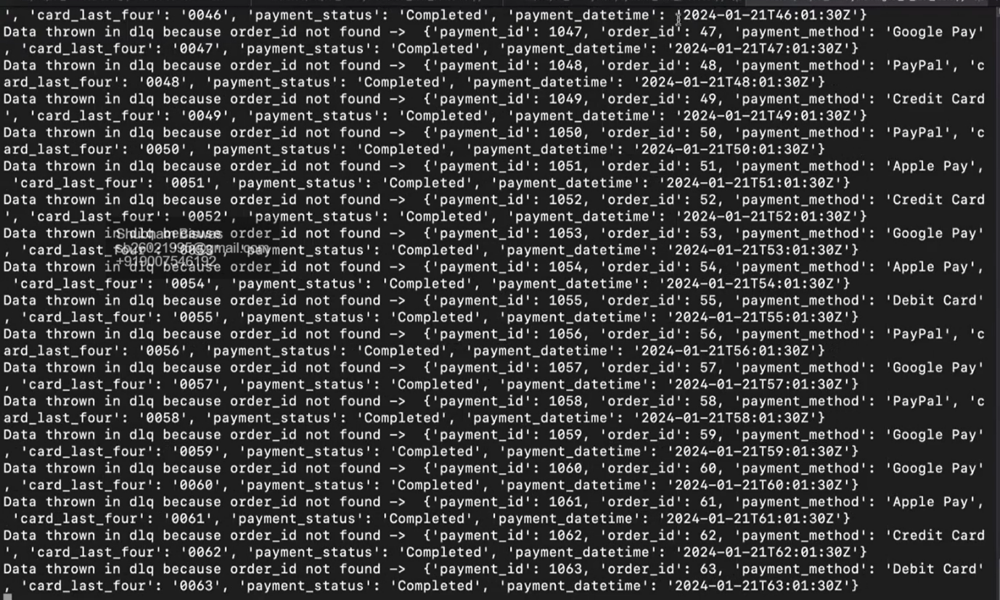 ', 'card_last_four': '0046', 'payment_status': 'Completed', 'payment_datetime': '2024-01-21T46:01:30Z'}
Data thrown in dlq because order_id not found ->  {'payment_id': 1047, 'order_id': 47, 'payment_method': 'Google Pay'
, 'card_last_four': '0047', 'payment_status': 'Completed', 'payment_datetime': '2024-01-21T47:01:30Z'}
Data thrown in dlq because order_id not found ->  {'payment_id': 1048, 'order_id': 48, 'payment_method': 'PayPal', 'c
ard_last_four': '0048', 'payment_status': 'Completed', 'payment_datetime': '2024-01-21T48:01:30Z'}
Data thrown in dlq because order_id not found ->  {'payment_id': 1049, 'order_id': 49, 'payment_method': 'Credit Card
', 'card_last_four': '0049', 'payment_status': 'Completed', 'payment_datetime': '2024-01-21T49:01:30Z'}
Data thrown in dlq because order_id not found ->  {'payment_id': 1050, 'order_id': 50, 'payment_method': 'PayPal', 'c
ard_last_four': '0050', 'payment_status': 'Completed', 'payment_datetime': '2024-01-21T50:01:30Z'}
Data thrown in dlq because order_id not found ->  {'payment_id': 1051, 'order_id': 51, 'payment_method': 'Apple Pay',
 'card_last_four': '0051', 'payment_status': 'Completed', 'payment_datetime': '2024-01-21T51:01:30Z'}
Data thrown in dlq because order_id not found ->  {'payment_id': 1052, 'order_id': 52, 'payment_method': 'Credit Card
', 'card_last_four': '0052', 'payment_status': 'Completed', 'payment_datetime': '2024-01-21T52:01:30Z'}
Data thrown in dlq because order_id not found ->  {'payment_id': 1053, 'order_id': 53, 'payment_method': 'Google Pay'
Shubham Biswas
, 'card_last_four': '0053', 'payment_status': 'Completed', 'payment_datetime': '2024-01-21T53:01:30Z'}
+919007546192
Data thrown in dlq because order_id not found ->  {'payment_id': 1054, 'order_id': 54, 'payment_method': 'Apple Pay',
 'card_last_four': '0054', 'payment_status': 'Completed', 'payment_datetime': '2024-01-21T54:01:30Z'}
Data thrown in dlq because order_id not found ->  {'payment_id': 1055, 'order_id': 55, 'payment_method': 'Debit Card'
, 'card_last_four': '0055', 'payment_status': 'Completed', 'payment_datetime': '2024-01-21T55:01:30Z'}
Data thrown in dlq because order_id not found ->  {'payment_id': 1056, 'order_id': 56, 'payment_method': 'PayPal', 'c
ard_last_four': '0056', 'payment_status': 'Completed', 'payment_datetime': '2024-01-21T56:01:30Z'}
Data thrown in dlq because order_id not found ->  {'payment_id': 1057, 'order_id': 57, 'payment_method': 'Google Pay'
, 'card_last_four': '0057', 'payment_status': 'Completed', 'payment_datetime': '2024-01-21T57:01:30Z'}
Data thrown in dlq because order_id not found ->  {'payment_id': 1058, 'order_id': 58, 'payment_method': 'PayPal', 'c
ard_last_four': '0058', 'payment_status': 'Completed', 'payment_datetime': '2024-01-21T58:01:30Z'}
Data thrown in dlq because order_id not found ->  {'payment_id': 1059, 'order_id': 59, 'payment_method': 'Google Pay'
, 'card_last_four': '0059', 'payment_status': 'Completed', 'payment_datetime': '2024-01-21T59:01:30Z'}
Data thrown in dlq because order_id not found ->  {'payment_id': 1060, 'order_id': 60, 'payment_method': 'Google Pay'
, 'card_last_four': '0060', 'payment_status': 'Completed', 'payment_datetime': '2024-01-21T60:01:30Z'}
Data thrown in dlq because order_id not found ->  {'payment_id': 1061, 'order_id': 61, 'payment_method': 'Apple Pay',
 'card_last_four': '0061', 'payment_status': 'Completed', 'payment_datetime': '2024-01-21T61:01:30Z'}
Data thrown in dlq because order_id not found ->  {'payment_id': 1062, 'order_id': 62, 'payment_method': 'Credit Card
', 'card_last_four': '0062', 'payment_status': 'Completed', 'payment_datetime': '2024-01-21T62:01:30Z'}
Data thrown in dlq because order_id not found ->  {'payment_id': 1063, 'order_id': 63, 'payment_method': 'Debit Card'
, 'card_last_four': '0063', 'payment_status': 'Completed', 'payment_datetime': '2024-01-21T63:01:30Z'}